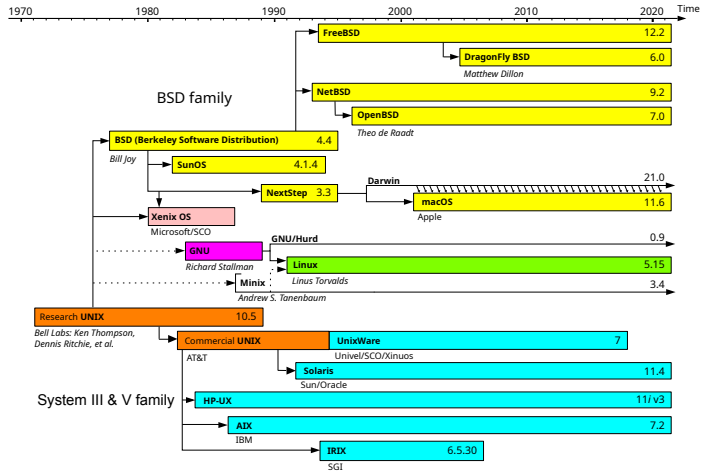 1970 1980 1990 2000 2010 2020 Time
FreeBSD 12.2
DragonFly BSD 6.0
Matthew Dillon
NetBSD 9.2
BSD family
OpenBSD 7.0
Theo de Raadt
BSD (Berkeley Software Distribution) 4.4
Bill Joy
SunOS 4.1.4
Darwin 21.0
NextStep 3.3
macOS 11.6
Apple
Xenix OS
Microsoft/SCO
GNU/Hurd 0.9
GNU
Richard Stallman
Linux 5.15
Linus Torvalds
Minix 3.4
Andrew S. Tanenbaum
Research UNIX 10.5
Bell Labs: Ken Thompson,
Dennis Ritchie, et al.
Commercial UNIX
AT&T
UnixWare 7
Univel/SCO/Xinuos
Solaris 11.4
Sun/Oracle
System III & V family
HP-UX 11i v3
AIX 7.2
IBM
IRIX 6.5.30
SGI